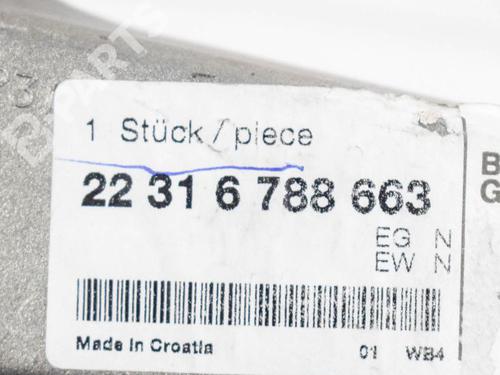 1 Stück / piece
22 31 6 788 663
EG N
EW N
Made in Croatia 01 WB4
B
G